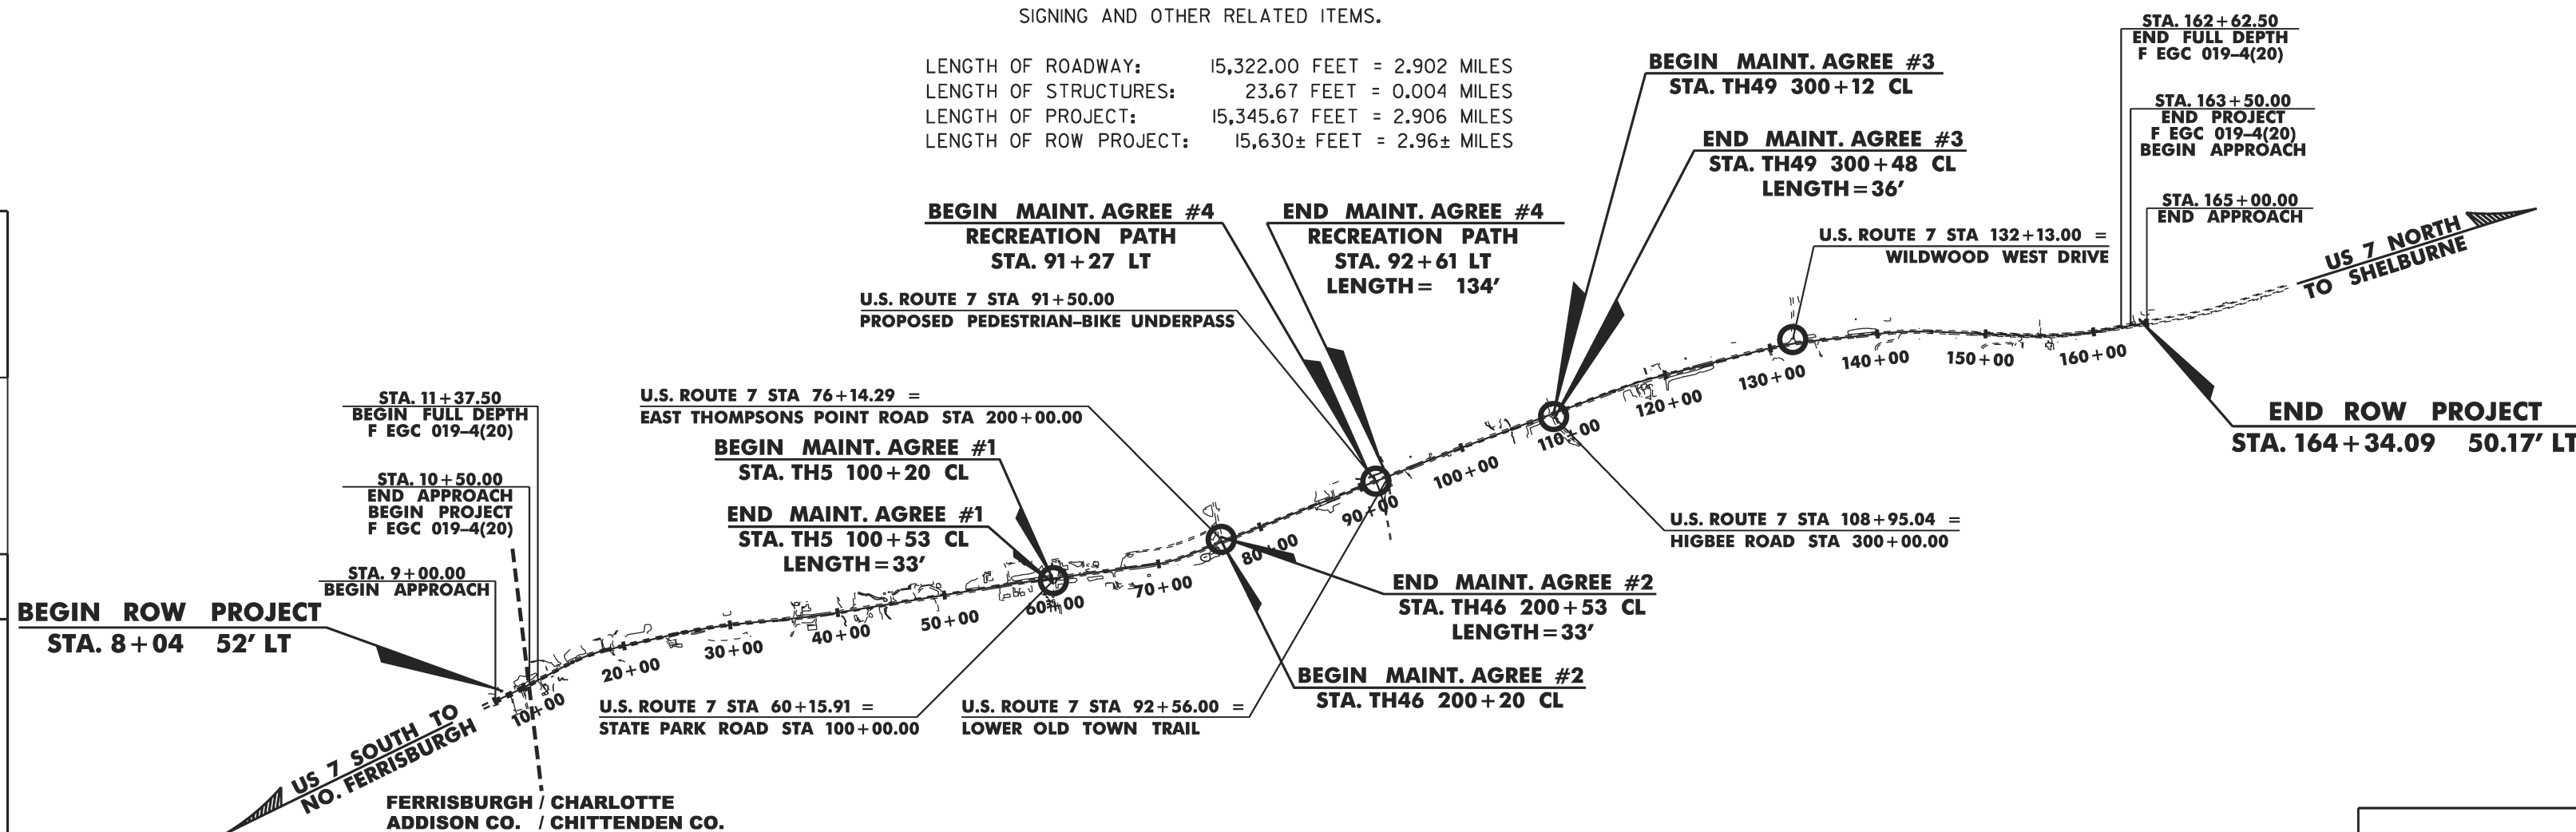 SIGNING AND OTHER RELATED ITEMS.
LENGTH OF ROADWAY: 15,322.00 FEET = 2.902 MILES
LENGTH OF STRUCTURES: 23.67 FEET = 0.004 MILES
LENGTH OF PROJECT: 15,345.67 FEET = 2.906 MILES
LENGTH OF ROW PROJECT: 15,630± FEET = 2.96± MILES
STA. 162+62.50
END FULL DEPTH
F EGC 019-4(20)
STA. 163+50.00
END PROJECT
F EGC 019-4(20)
BEGIN APPROACH
STA. 165+00.00
END APPROACH
BEGIN MAINT. AGREE #3
STA. TH49 300+12 CL
END MAINT. AGREE #3
STA. TH49 300+48 CL
LENGTH=36'
BEGIN MAINT. AGREE #4
RECREATION PATH
STA. 91+27 LT
END MAINT. AGREE #4
RECREATION PATH
STA. 92+61 LT
LENGTH= 134'
U.S. ROUTE 7 STA 132+13.00 =
WILDWOOD WEST DRIVE
US 7 NORTH
TO SHELBURNE
U.S. ROUTE 7 STA 91+50.00
PROPOSED PEDESTRIAN-BIKE UNDERPASS
STA. 11+37.50
BEGIN FULL DEPTH
F EGC 019-4(20)
STA. 10+50.00
END APPROACH
BEGIN PROJECT
F EGC 019-4(20)
STA. 9+00.00
BEGIN APPROACH
BEGIN ROW PROJECT
STA. 8+04 52' LT
U.S. ROUTE 7 STA 76+14.29 =
EAST THOMPSONS POINT ROAD STA 200+00.00
BEGIN MAINT. AGREE #1
STA. TH5 100+20 CL
END MAINT. AGREE #1
STA. TH5 100+53 CL
LENGTH=33'
10+00
20+00
30+00
40+00
50+00
60+00
70+00
80+00
90+00
100+00
110+00
120+00
130+00
140+00
150+00
160+00
END ROW PROJECT
STA. 164+34.09 50.17' LT
U.S. ROUTE 7 STA 108+95.04 =
HIGBEE ROAD STA 300+00.00
END MAINT. AGREE #2
STA. TH46 200+53 CL
LENGTH=33'
BEGIN MAINT. AGREE #2
STA. TH46 200+20 CL
U.S. ROUTE 7 STA 60+15.91 =
STATE PARK ROAD STA 100+00.00
U.S. ROUTE 7 STA 92+56.00 =
LOWER OLD TOWN TRAIL
US 7 SOUTH TO
NO. FERRISBURGH
FERRISBURGH / CHARLOTTE
ADDISON CO. / CHITTENDEN CO.